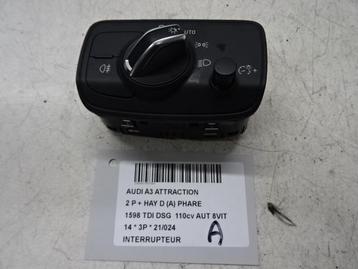 AUTO
AUDI A3 ATTRACTION
2 P + HAY D (A) PHARE
1598 TDI DSG 110cv AUT 8VIT
14 * 3P * 21/024
INTERRUPTEUR
A